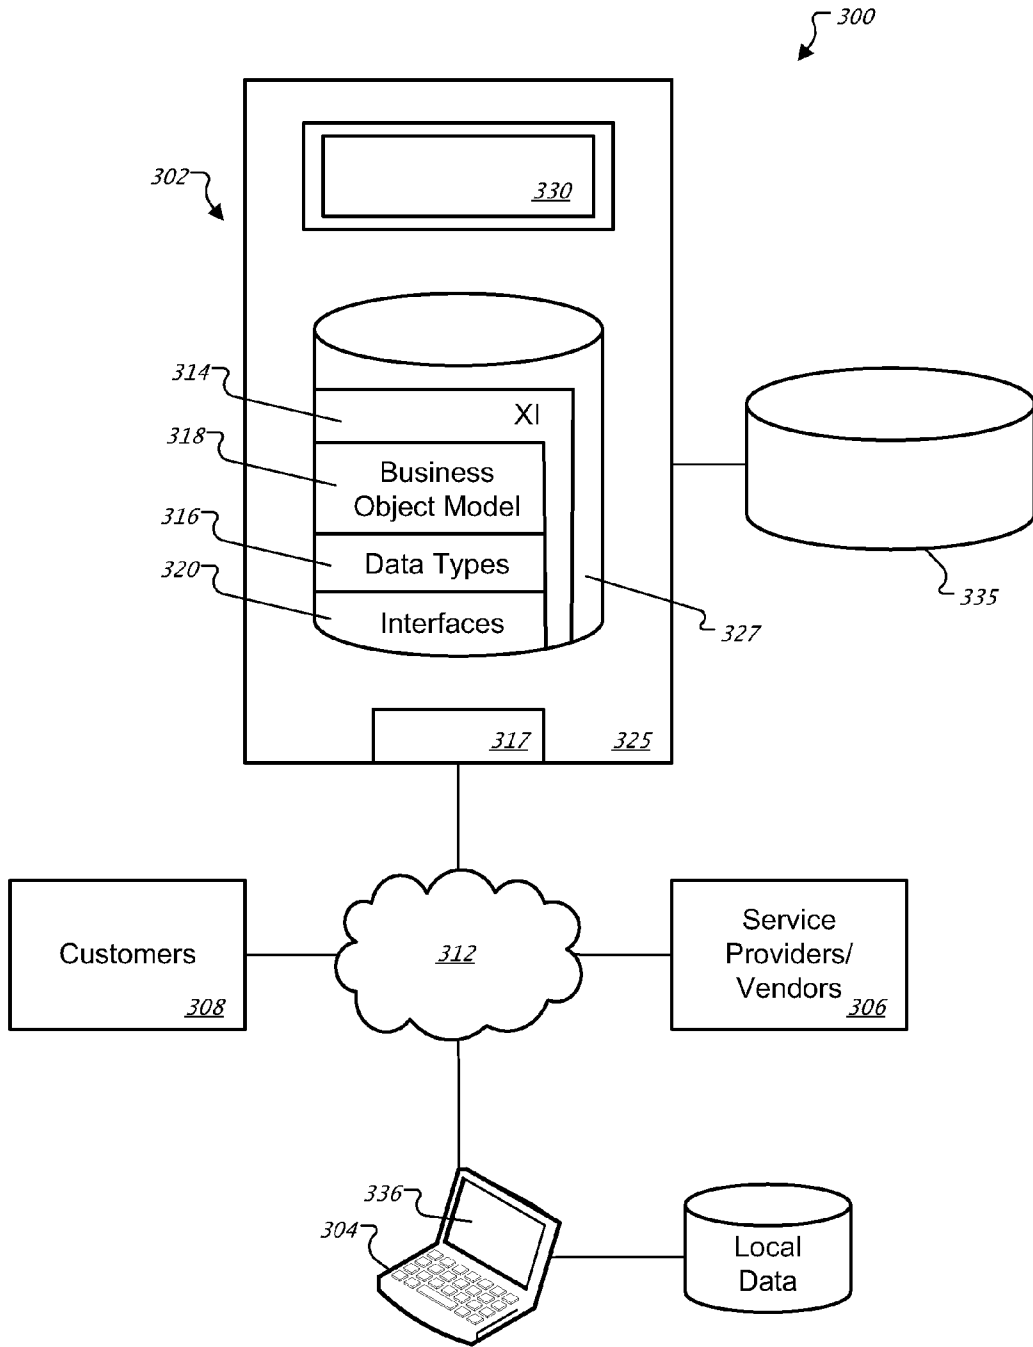 300
302
330
314
XI
318
Business
Object Model
316
Data Types
320
Interfaces
327
335
317
325
Customers
308
312
Service
Providers/
Vendors
306
336
304
Local
Data